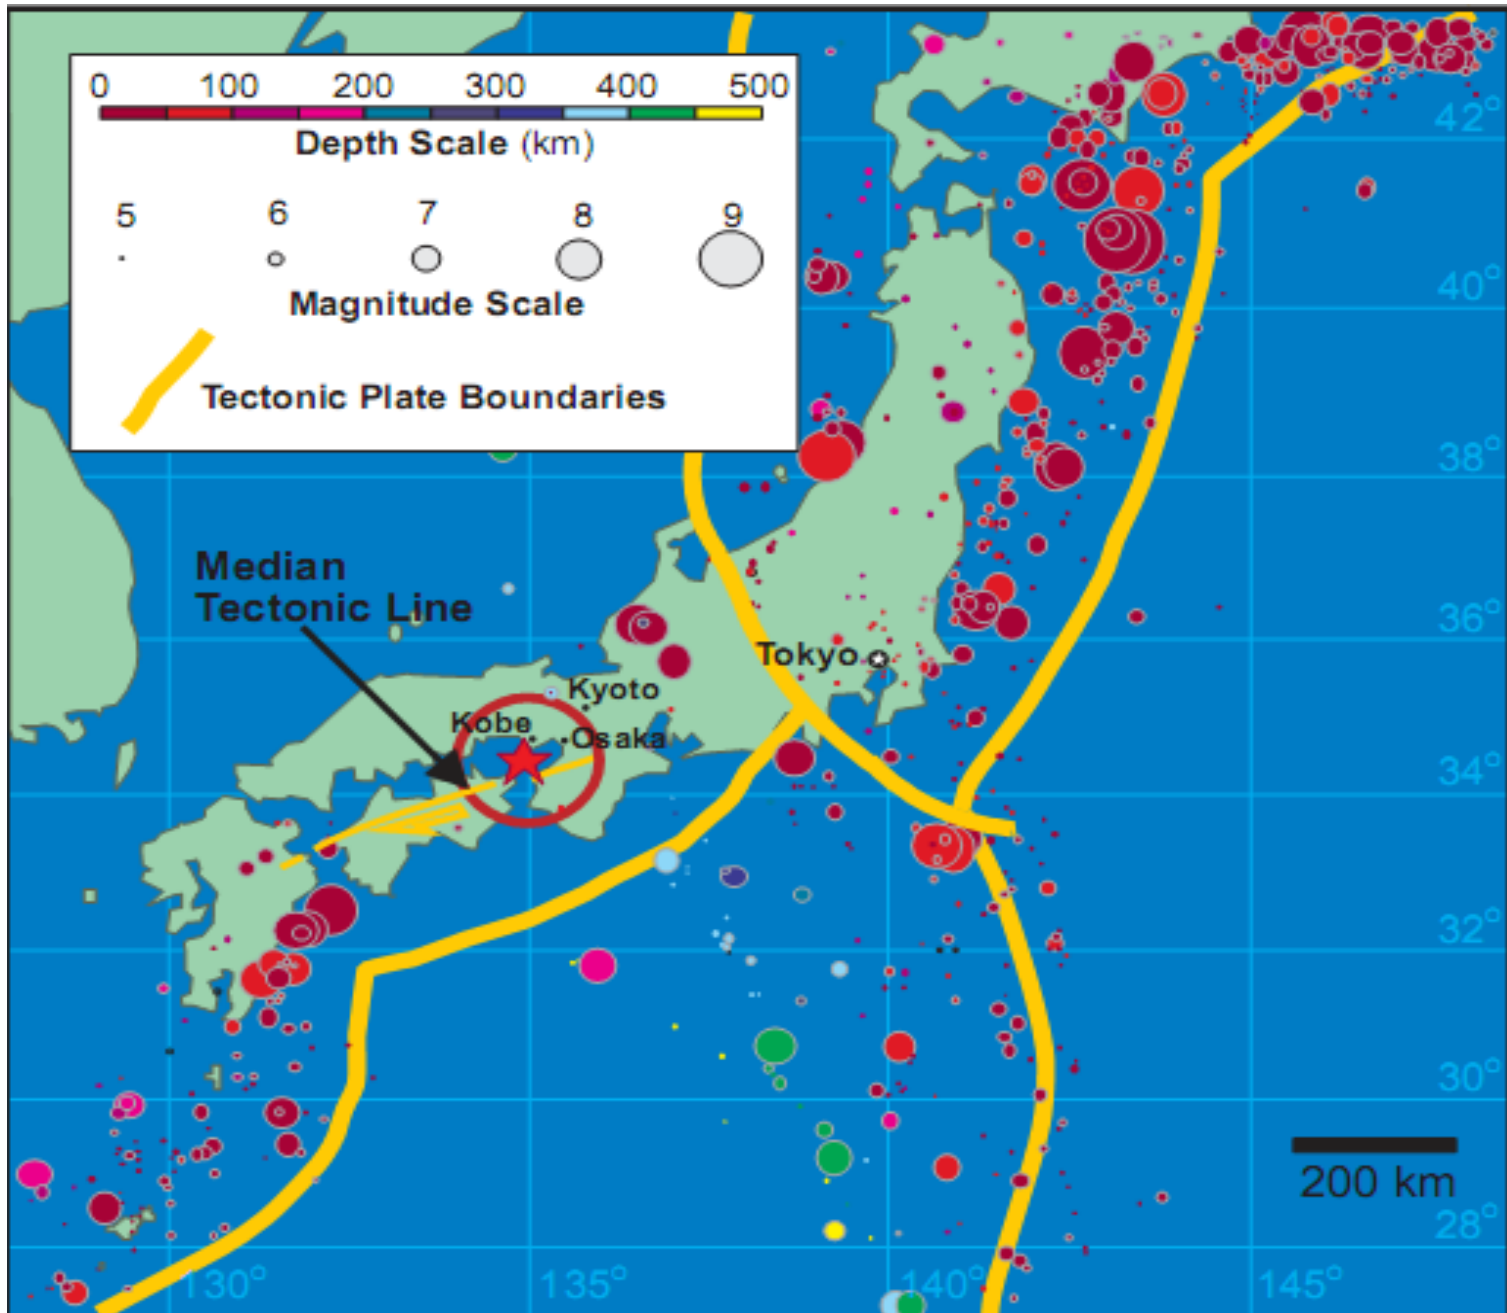 0 100 200 300 400 500
Depth Scale (km)
5 6 7 8 9
Magnitude Scale
Tectonic Plate Boundaries
42°
40°
38°
Median
Tectonic Line
36°
Tokyo
Kyoto
Kobe
Osaka
34°
32°
30°
200 km
28°
130° 135° 140° 145°